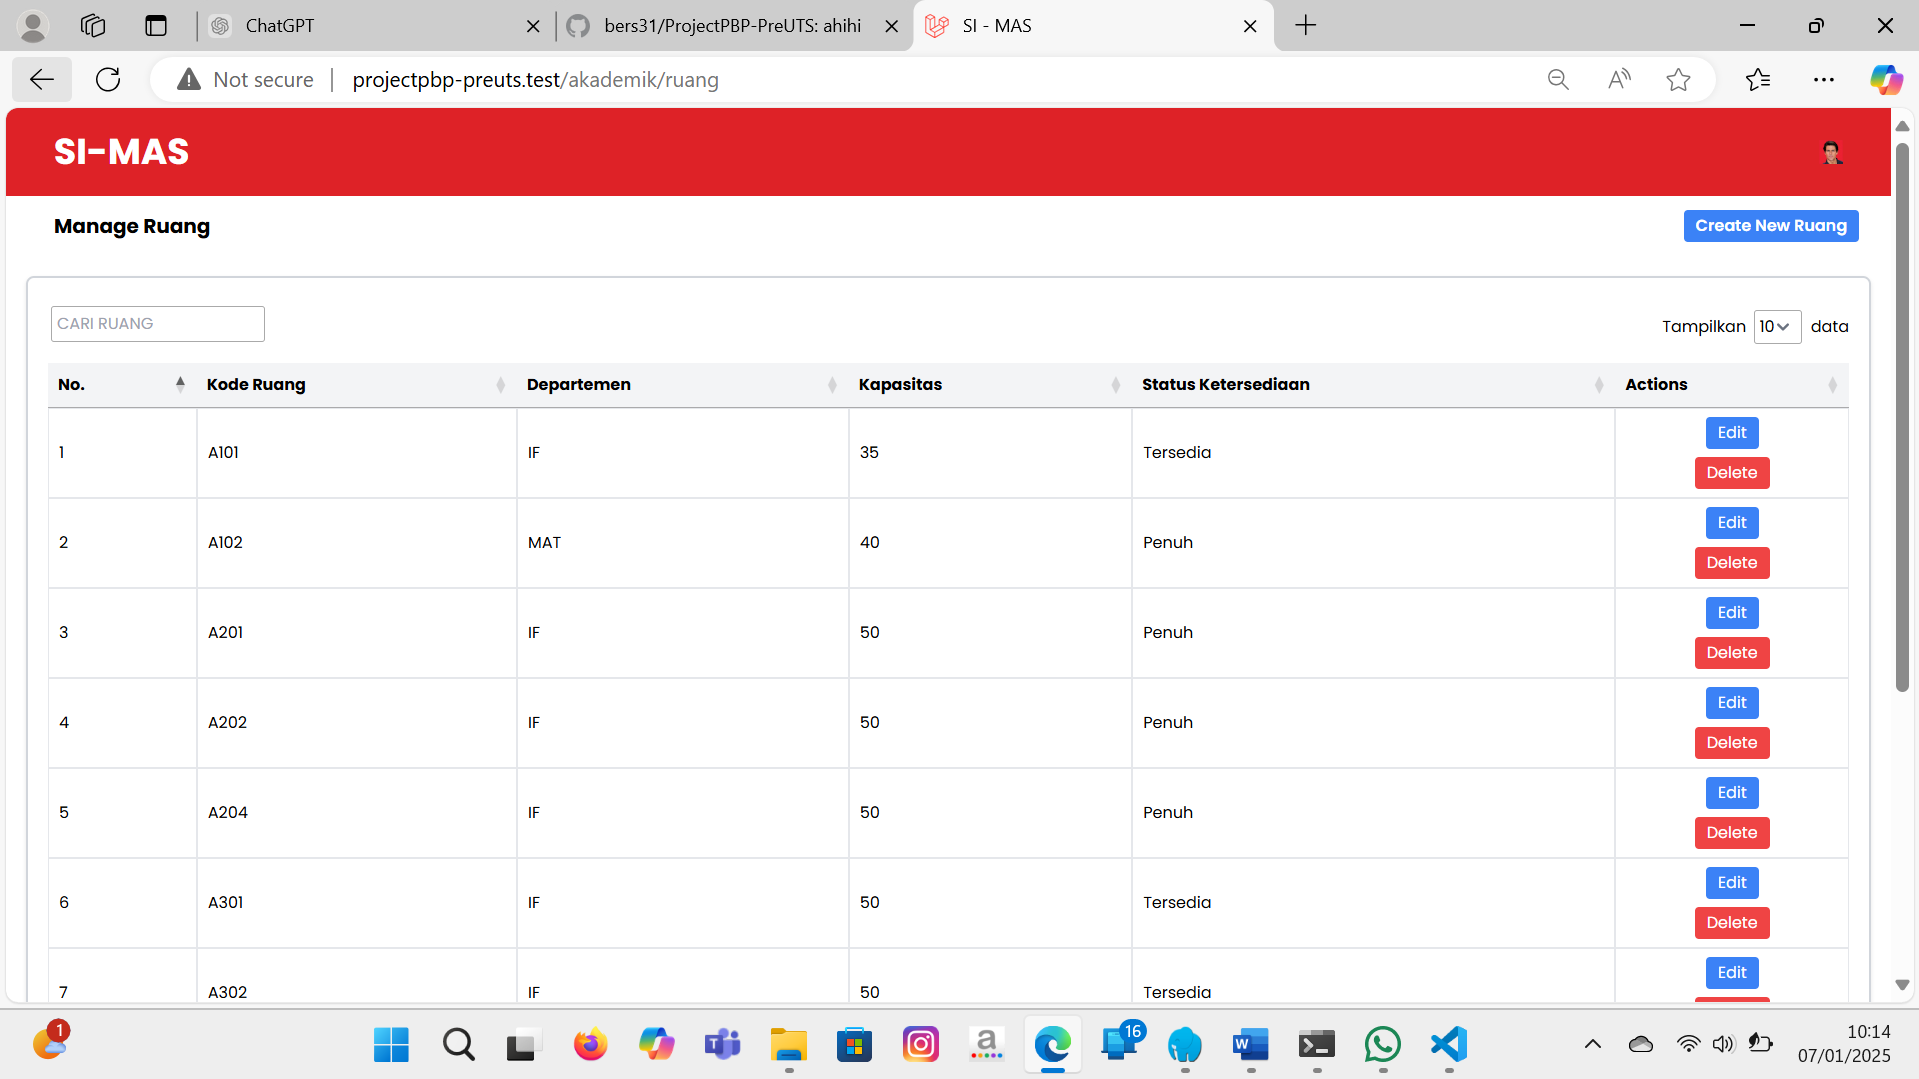 ChatGPT
bers31/ProjectPBP-PreUTS: ahihi
SI - MAS
Not secure
projectpbp-preuts.test/akademik/ruang
SI-MAS
Manage Ruang
Create New Ruang
CARI RUANG
Tampilkan 10 data
No. Kode Ruang Departemen Kapasitas Status Ketersediaan Actions
1 A101 IF 35 Tersedia Edit
Delete
2 A102 MAT 40 Penuh Edit
Delete
3 A201 IF 50 Penuh Edit
Delete
4 A202 IF 50 Penuh Edit
Delete
5 A204 IF 50 Penuh Edit
Delete
6 A301 IF 50 Tersedia Edit
Delete
7 A302 IF 50 Tersedia Edit
1
16
10:14
07/01/2025